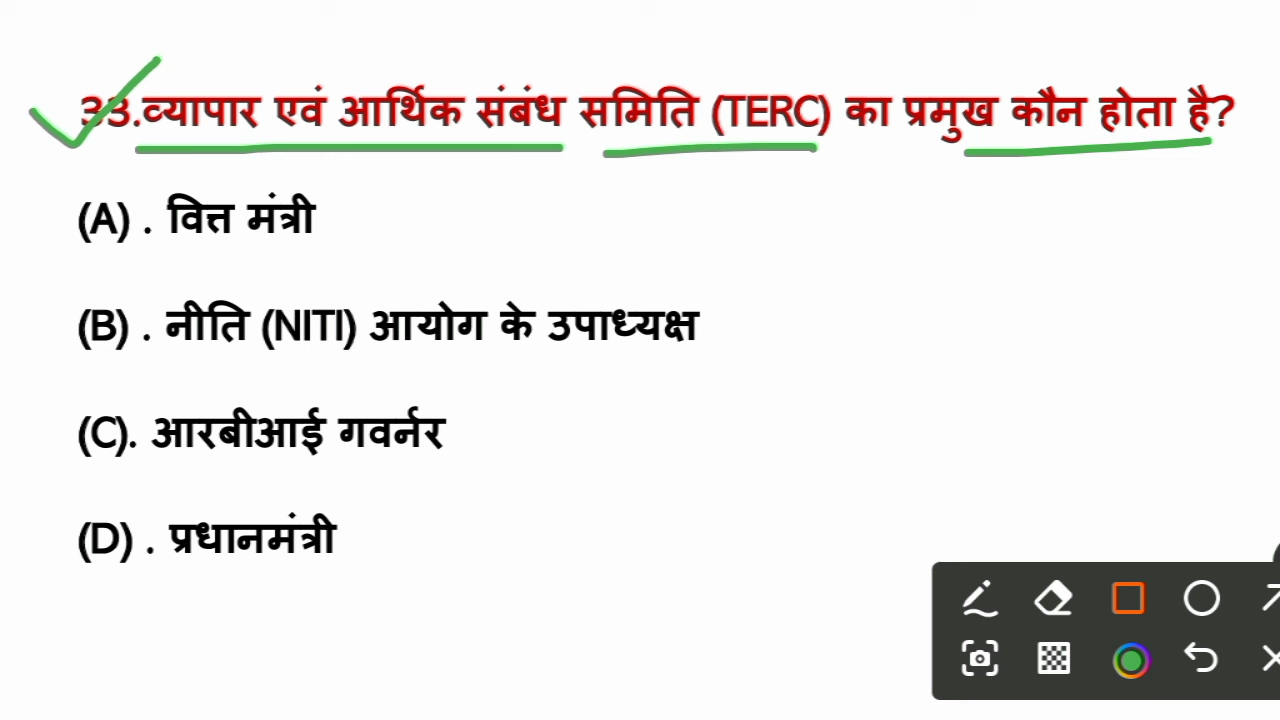 33.व्यापार एवं आर्थिक संबंध समिति (TERC) का प्रमुख कौन होता है?
(A) . वित्त मंत्री
(B) . नीति (NITI) आयोग के उपाध्यक्ष
(C). आरबीआई गवर्नर
(D) . प्रधानमंत्री